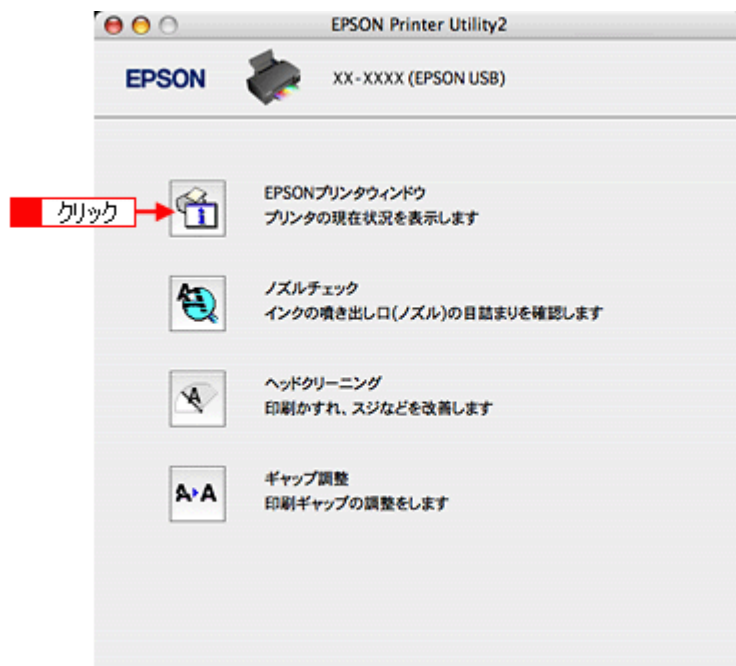 EPSON Printer Utility2
EPSON
XX-XXXX (EPSON USB)
クリック
EPSONプリンタウィンドウ
プリンタの現在状況を表示します
ノズルチェック
インクの噴き出し口(ノズル)の目詰まりを確認します
ヘッドクリーニング
印刷かすれ、スジなどを改善します
A▸A
ギャップ調整
印刷ギャップの調整をします